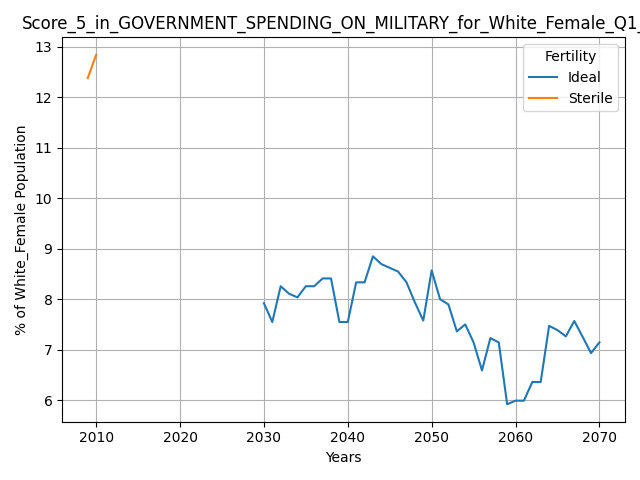 Score_5_in_GOVERNMENT_SPENDING_ON_MILITARY_for_White_Female_Q1_
Fertility
Ideal
Sterile
% of White_Female Population
13
12
11
10
9
8
7
6
2010 2020 2030 2040 2050 2060 2070
Years